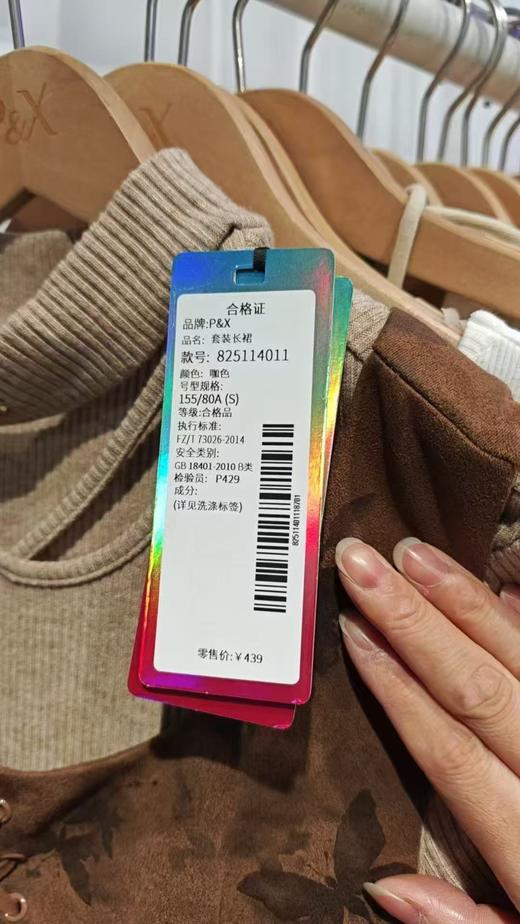 P&X
合格证
品牌:P&X
品名: 套装长裙
款号: 825114011
颜色: 咖色
号型规格:
155/80A (S)
等级:合格品
执行标准:
FZ/T 73026-2014
安全类别:
GB 18401-2010 B类
检验员: P429
成分:
(详见洗涤标签)
82511401118701
零售价:￥439